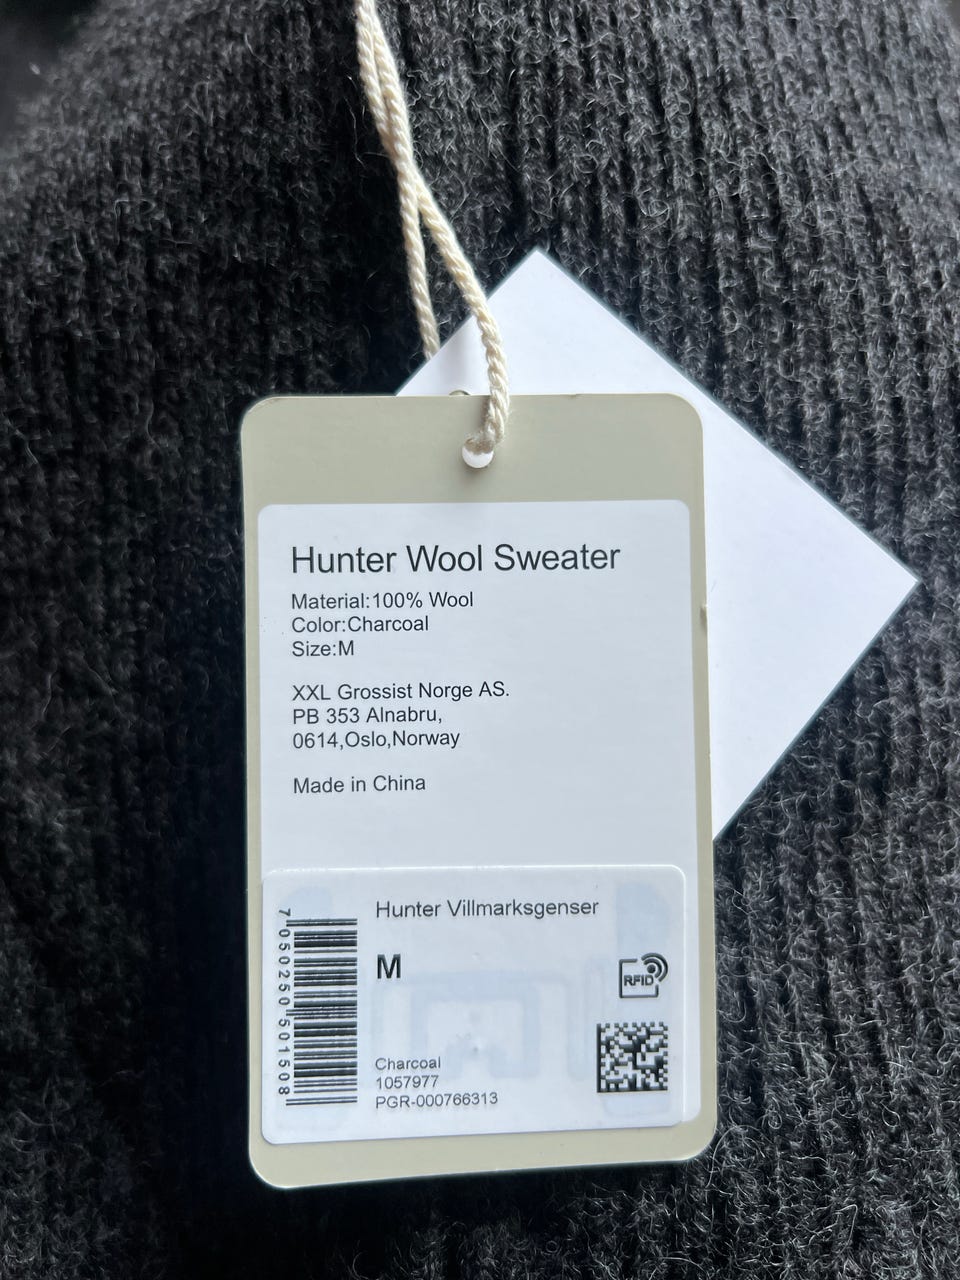 Hunter Wool Sweater
Material:100% Wool
Color:Charcoal
Size:M
XXL Grossist Norge AS.
PB 353 Alnabru,
0614,Oslo,Norway
Made in China
Hunter Villmarksgenser
M
RFID
Charcoal
1057977
PGR-000766313
7 050250 501508